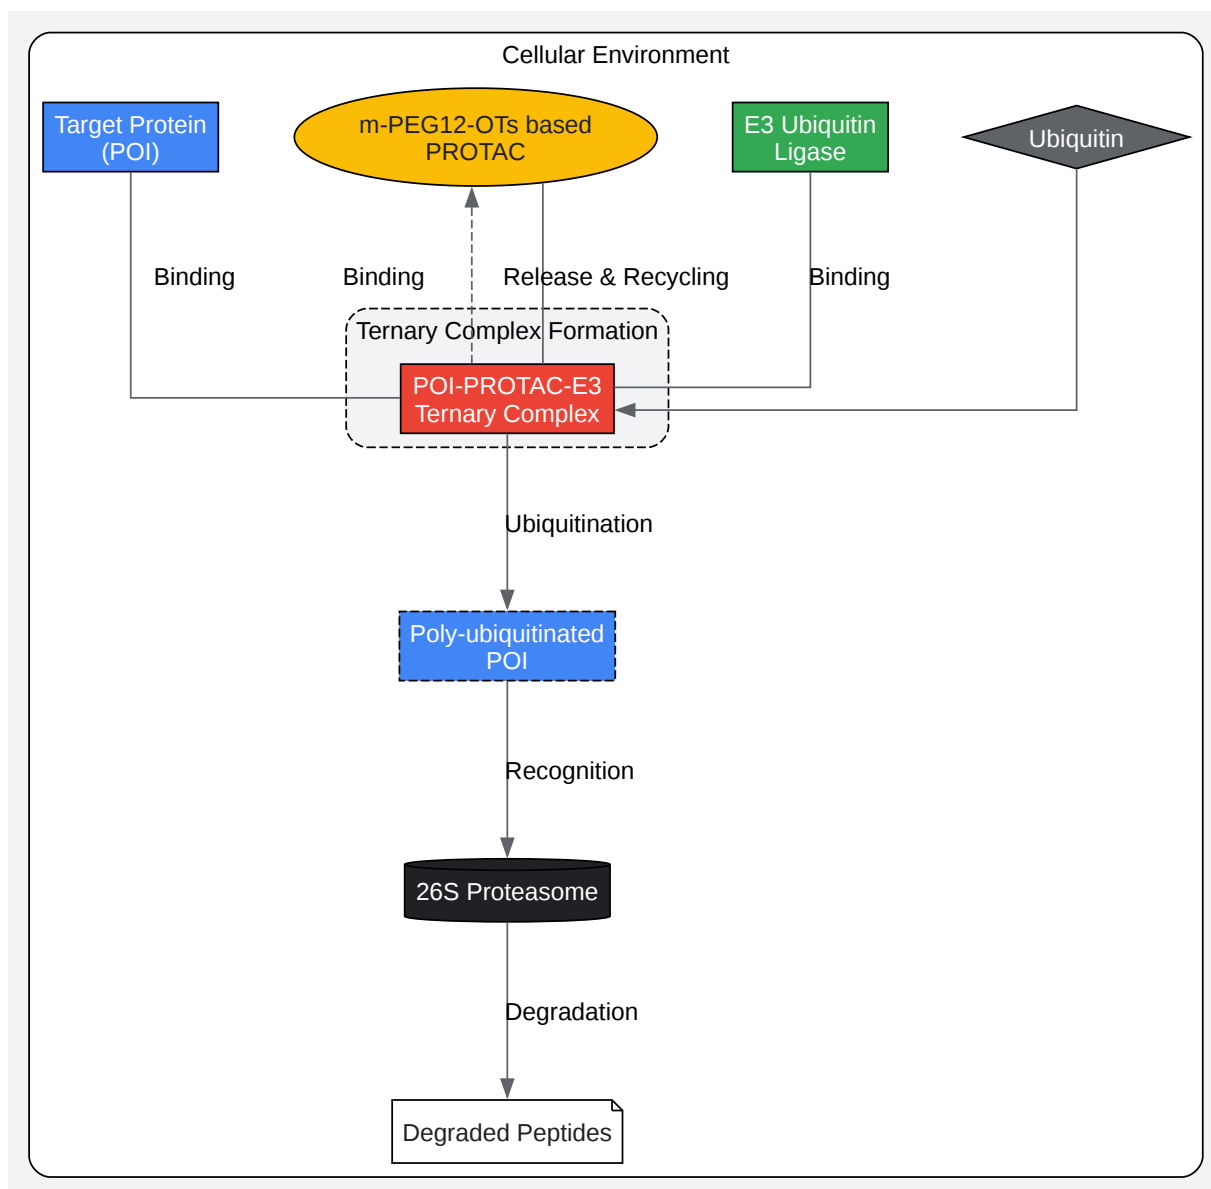 Cellular Environment
Target Protein
(POI)
m-PEG12-OTs based
PROTAC
E3 Ubiquitin
Ligase
Ubiquitin
Binding
Binding
Release & Recycling
Binding
Ternary Complex Formation
POI-PROTAC-E3
Ternary Complex
Ubiquitination
Poly-ubiquitinated
POI
Recognition
26S Proteasome
Degradation
Degraded Peptides